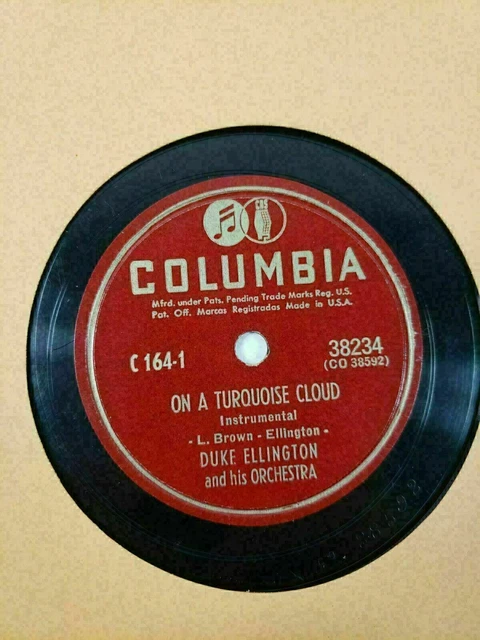 CBS
COLUMBIA
Mfrd. under Pats. Pending Trade Marks Reg. U.S.
Pat. Off. Marcas Registradas Made in U.S.A.
C 164-1
38234
(CO 38592)
ON A TURQUOISE CLOUD
Instrumental
- L. Brown - Ellington -
DUKE ELLINGTON
and his ORCHESTRA